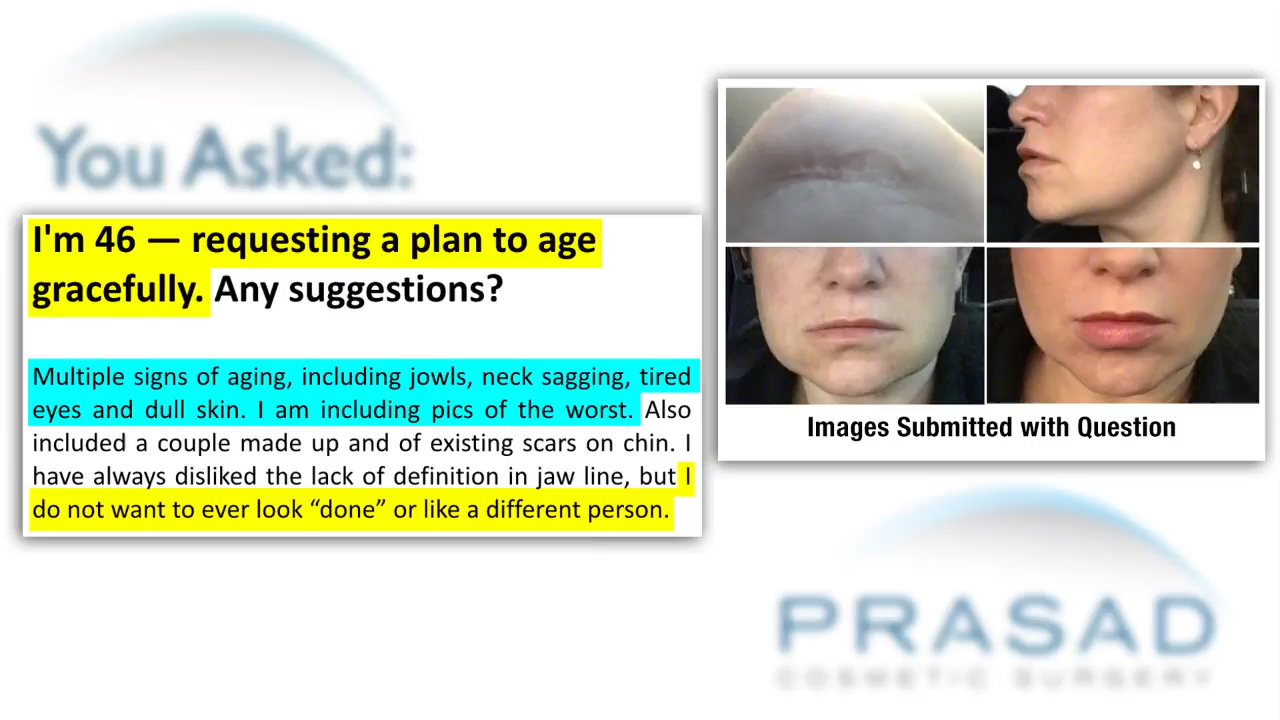 You Asked:
I'm 46 — requesting a plan to age
gracefully. Any suggestions?
Multiple signs of aging, including jowls, neck sagging, tired
eyes and dull skin. I am including pics of the worst. Also
included a couple made up and of existing scars on chin. I
have always disliked the lack of definition in jaw line, but I
do not want to ever look “done” or like a different person.
Images Submitted with Question
PRASAD
COSMETIC SURGERY